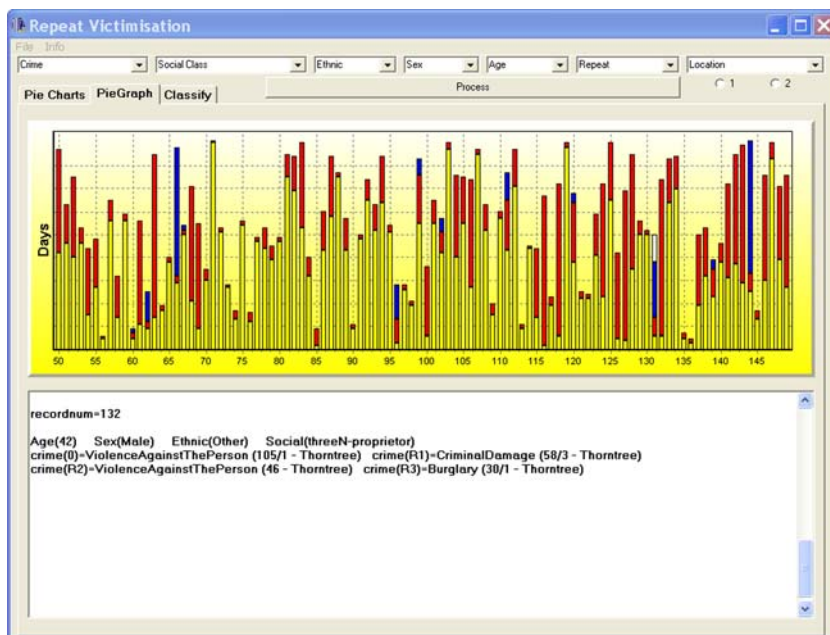 Repeat Victimisation
File Info
Crime Social Class Ethnic Sex Age Repeat Location
Pie Charts PieGraph Classify Process 1 2
Days
50 55 60 65 70 75 80 85 90 95 100 105 110 115 120 125 130 135 140 145
recordnum=132
Age(42) Sex(Male) Ethnic(Other) Social(threeN-proprietor)
crime(0)=ViolenceAgainstThePerson (105/1 - Thorntree) crime(R1)=CriminalDamage (58/3 - Thorntree)
crime(R2)=ViolenceAgainstThePerson (46 - Thorntree) crime(R3)=Burglary (30/1 - Thorntree)